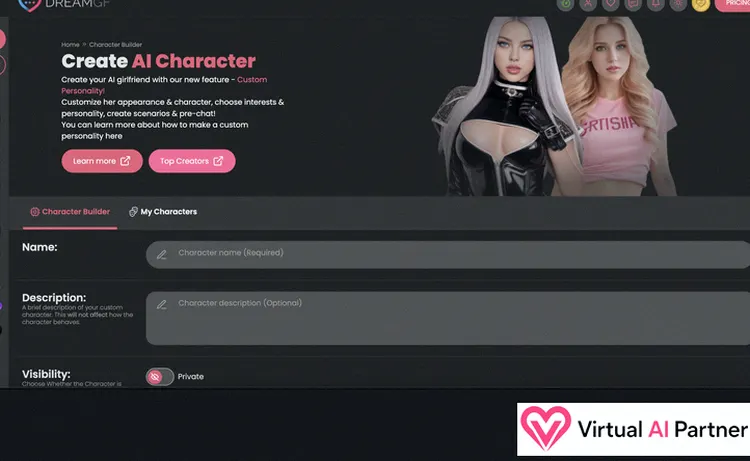 DREAMGF
PRICING
Home » Character Builder
Create AI Character
Create your AI girlfriend with our new feature - Custom
Personality!
Customize her appearance & character, choose interests &
personality, create scenarios & pre-chat!
You can learn more about how to make a custom
personality here
Learn more
Top Creators
Character Builder
My Characters
Name:
Character name (Required)
Description:
A brief description of your custom
character. This will not affect how
the character behaves.
Character description (Optional)
Visibility:
Choose Whether the Character is
Private
Virtual AI Partner